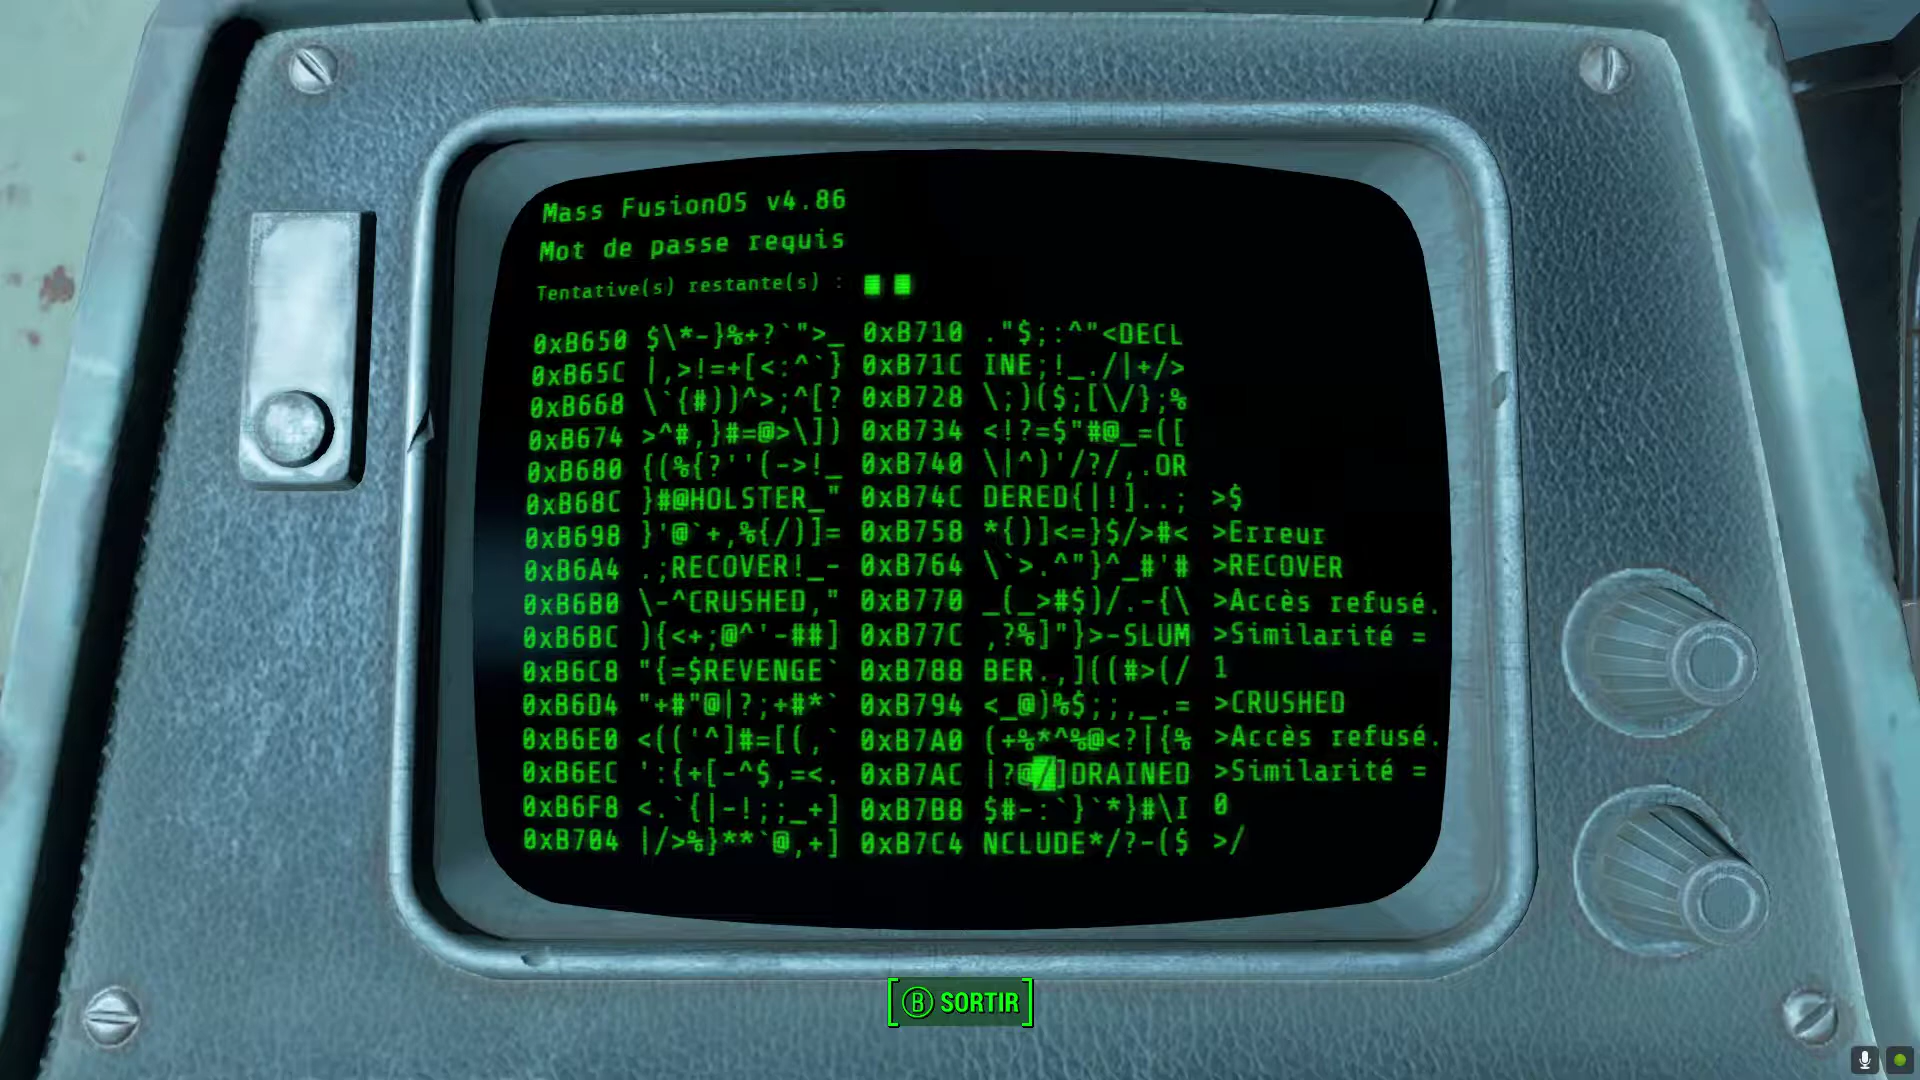 Mass FusionOS v4.86
Mot de passe requis
Tentative(s) restante(s) :
0xB650 $\*-}%+?`">_ 0xB710 ."$;:^"<DECL
0xB65C |,>!=+[<:^`} 0xB71C INE;!_./|+/>
0xB668 \`{#))^>;^[? 0xB728 \;)($;[\/};%
0xB674 >^#,}#=@>\]) 0xB734 <!?=$"#@_=([
0xB680 {(%{?''(->!_ 0xB740 \|^)'/?/,.OR
0xB68C }#@HOLSTER_" 0xB74C DERED{|!]..; >$
0xB698 }'@`+,%{/)]= 0xB758 *{)]<=}$/>#< >Erreur
0xB6A4 .;RECOVER!_- 0xB764 \`>.^"}^_#'# >RECOVER
0xB6B0 \-^CRUSHED," 0xB770 _(_>#$)/.-{\ >Accès refusé.
0xB6BC ){<+;@^'-##] 0xB77C ,?%]"}>-SLUM >Similarité =
0xB6C8 "{=$REVENGE` 0xB788 BER.,]((#>(/ 1
0xB6D4 "+#"@|?;+#*` 0xB794 <_@)%$;;,_.= >CRUSHED
0xB6E0 <(('^]#=[(,` 0xB7A0 (+%*^%@<?|{% >Accès refusé.
0xB6EC ':{+[-^$,=<. 0xB7AC |?@/]DRAINED >Similarité =
0xB6F8 <.`{|-!;;_+] 0xB7B8 $#-:`}`*}#\I 0
0xB704 |/>%}**`@,+] 0xB7C4 NCLUDE*/?-($ >/
B SORTIR